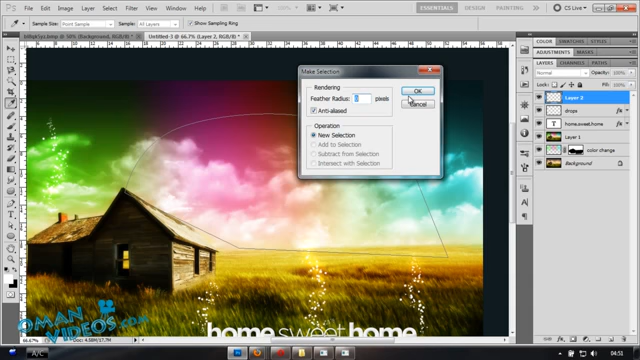 Ps File Edit Image Layer Select Filter Analysis 3D View Window Help
ESSENTIALS DESIGN PAINTING CS Live
Sample Size: Point Sample Sample: All Layers Show Sampling Ring
Untitled-3 @ 66.7% (Layer 2, RGB/8) *
Make Selection
Rendering
Feather Radius: 0 pixels
Anti-aliased
OK
Cancel
Operation
New Selection
Add to Selection
Subtract from Selection
Intersect with Selection
COLOR SWATCHES STYLES
ADJUSTMENTS MASKS
LAYERS CHANNELS PATHS
Normal Opacity: 100%
Lock: Fill: 100%
Layer 2
drops
T home.sweet.home
Layer 1
color change
Background
home.sweet.home
OMAN
VIDEOS.com
66.67% Doc: 4.50M/17.7M
A/C
04:51